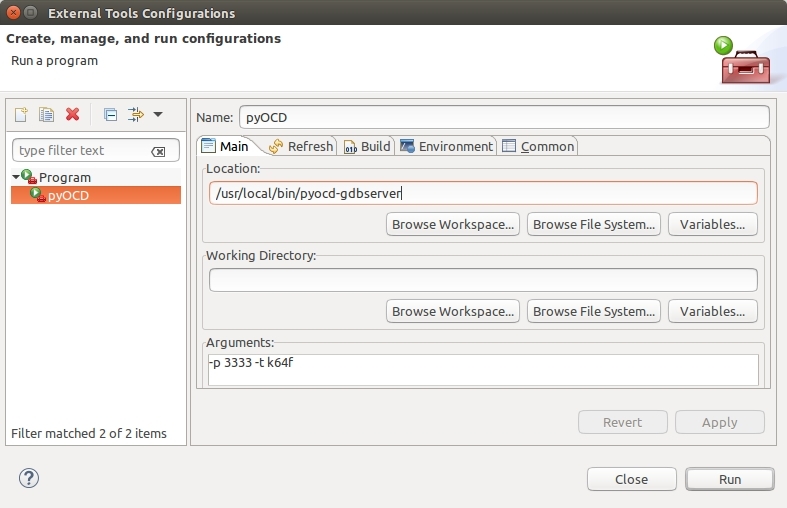 External Tools Configurations
Create, manage, and run configurations
Run a program
Name: pyOCD
type filter text
Main Refresh Build Environment Common
Program
pyOCD
Location:
/usr/local/bin/pyocd-gdbserver
Browse Workspace... Browse File System... Variables...
Working Directory:
Browse Workspace... Browse File System... Variables...
Arguments:
-p 3333 -t k64f
Filter matched 2 of 2 items
Revert Apply
? Close Run